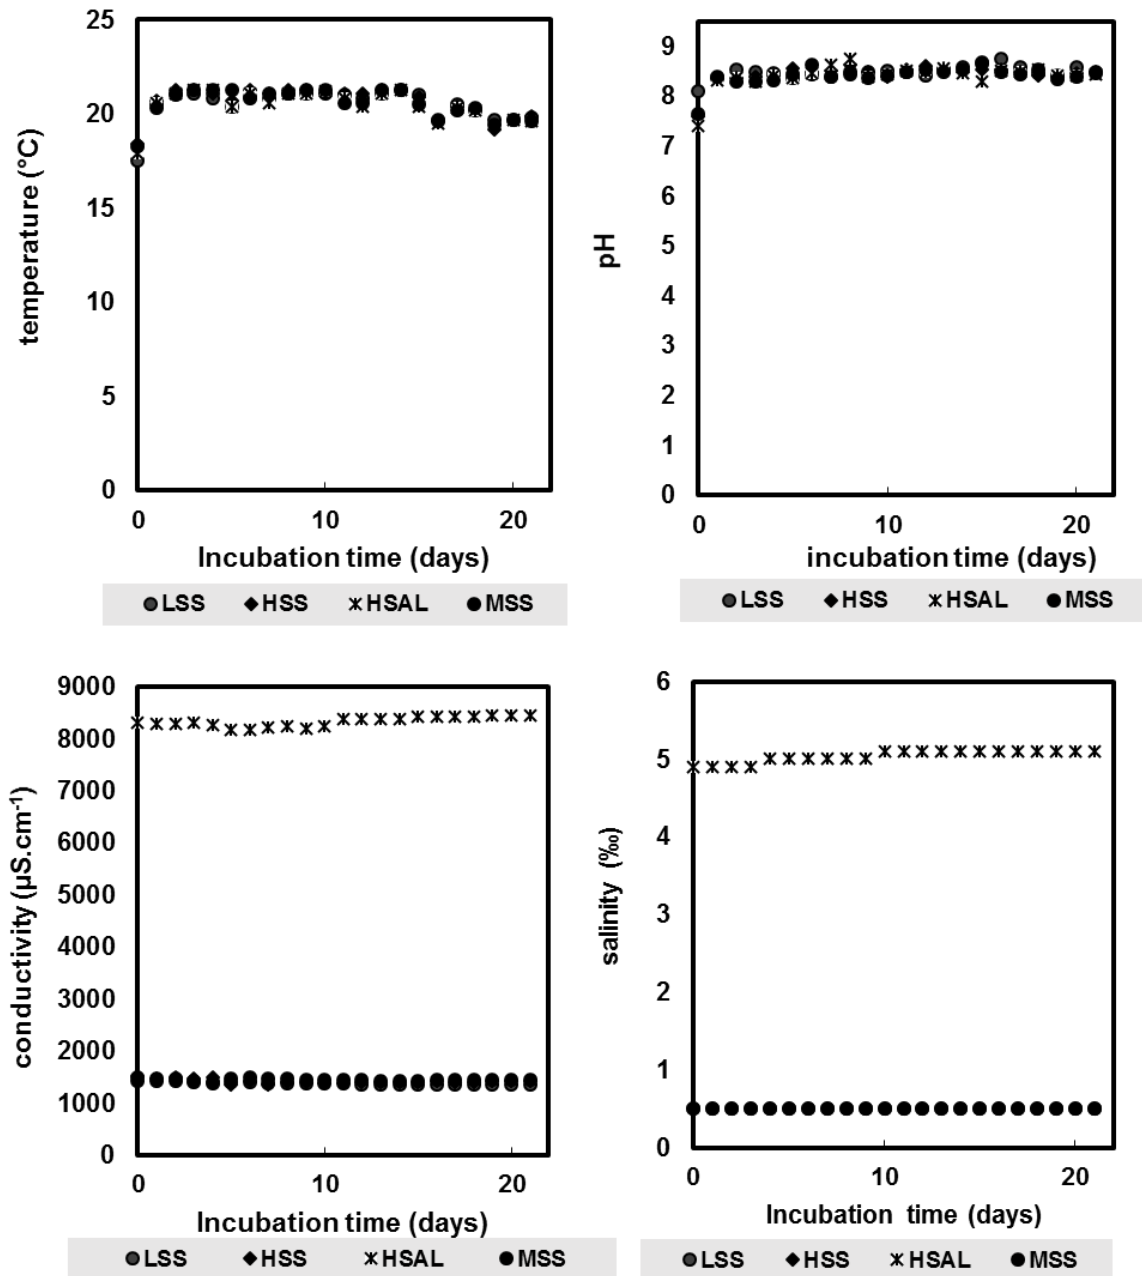 25
20
15
10
5
0
temperature (°C)
0 10 20
Incubation time (days)
LSS HSS HSAL MSS
9
8
7
6
5
4
3
2
1
0
pH
0 10 20
incubation time (days)
LSS HSS HSAL MSS
9000
8000
7000
6000
5000
4000
3000
2000
1000
0
conductivity (µS.cm⁻¹)
0 10 20
Incubation time (days)
LSS HSS HSAL MSS
6
5
4
3
2
1
0
salinity (‰)
0 10 20
Incubation time (days)
LSS HSS HSAL MSS